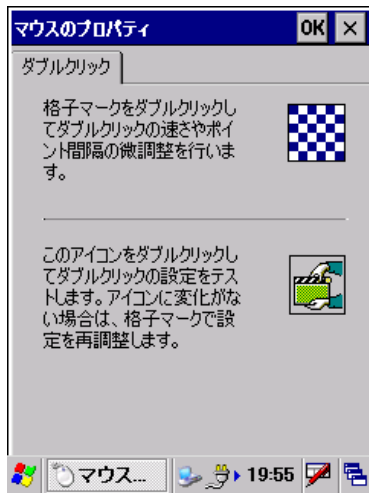 マウスのプロパティ OK ×
ダブルクリック
格子マークをダブルクリックし
てダブルクリックの速さやポイ
ント間隔の微調整を行いま
す。
このアイコンをダブルクリックし
てダブルクリックの設定をテス
トします。アイコンに変化がな
い場合は、格子マークで設
定を再調整します。
マウス... 19:55